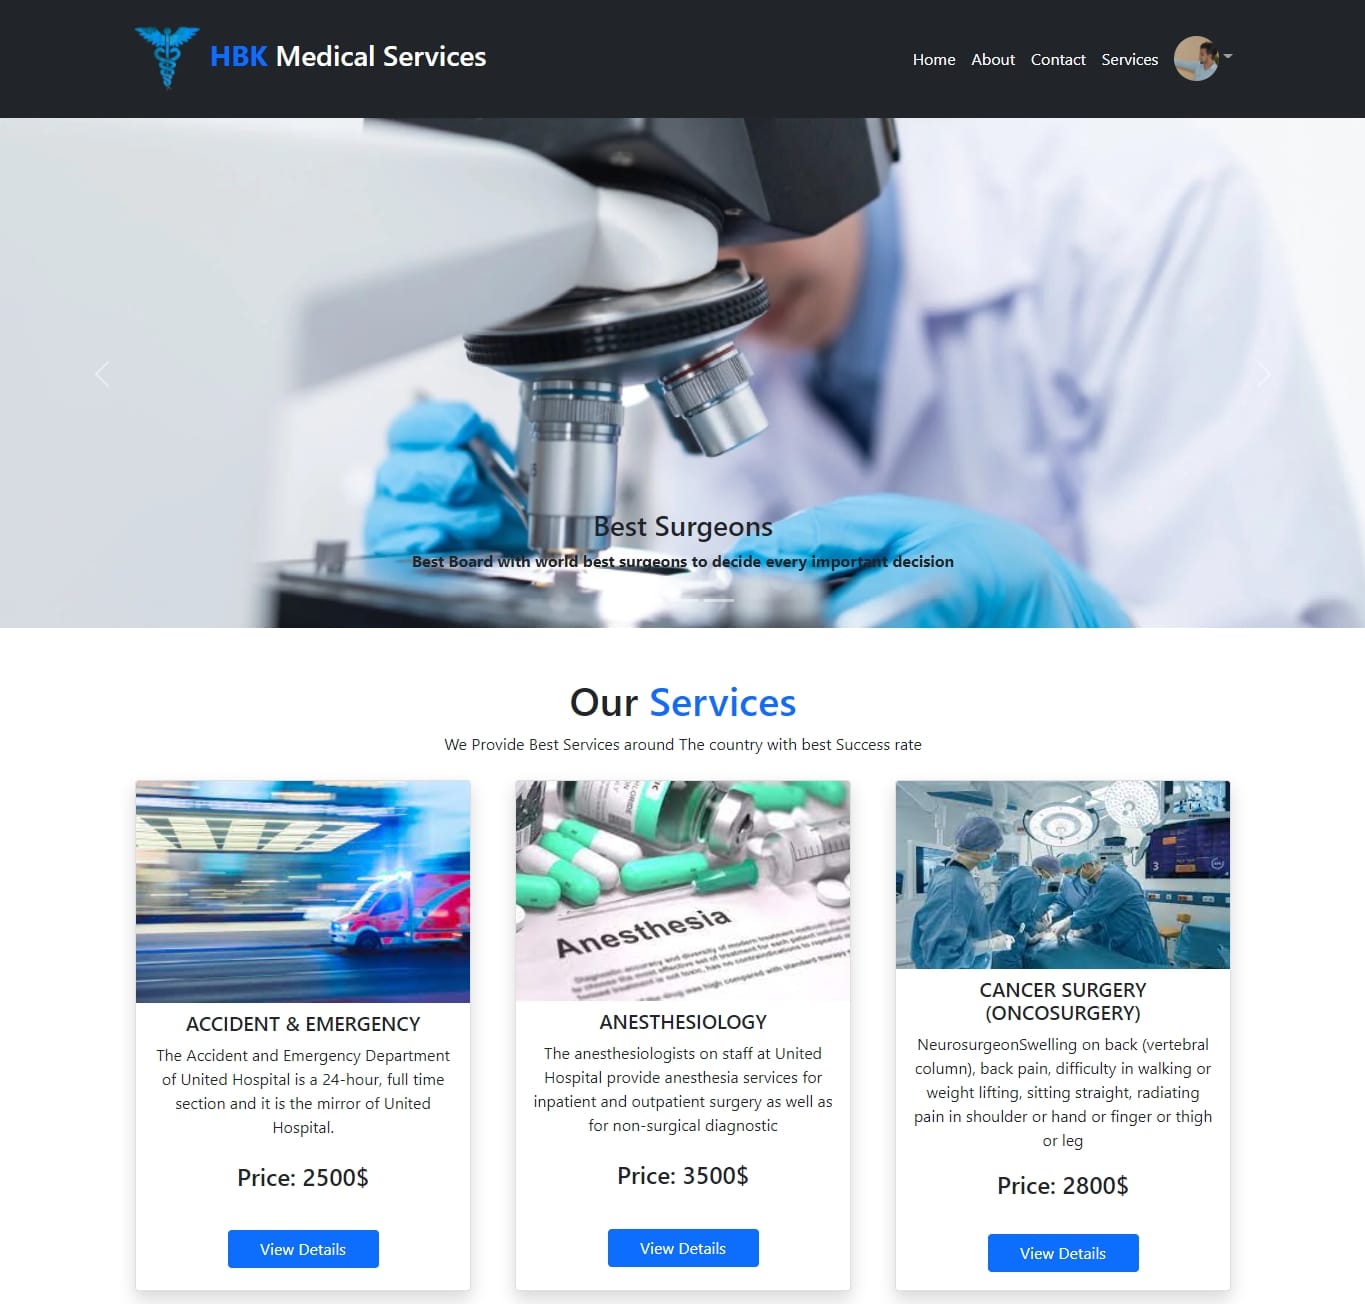 HBK Medical Services
Home About Contact Services
Best Surgeons
Best Board with world best surgeons to decide every important decision
Our Services
We Provide Best Services around The country with best Success rate
Anesthesia
ACCIDENT & EMERGENCY
The Accident and Emergency Department
of United Hospital is a 24-hour, full time
section and it is the mirror of United
Hospital.
Price: 2500$
View Details
ANESTHESIOLOGY
The anesthesiologists on staff at United
Hospital provide anesthesia services for
inpatient and outpatient surgery as well as
for non-surgical diagnostic
Price: 3500$
View Details
3
CANCER SURGERY
(ONCOSURGERY)
NeurosurgeonSwelling on back (vertebral
column), back pain, difficulty in walking or
weight lifting, sitting straight, radiating
pain in shoulder or hand or finger or thigh
or leg
Price: 2800$
View Details